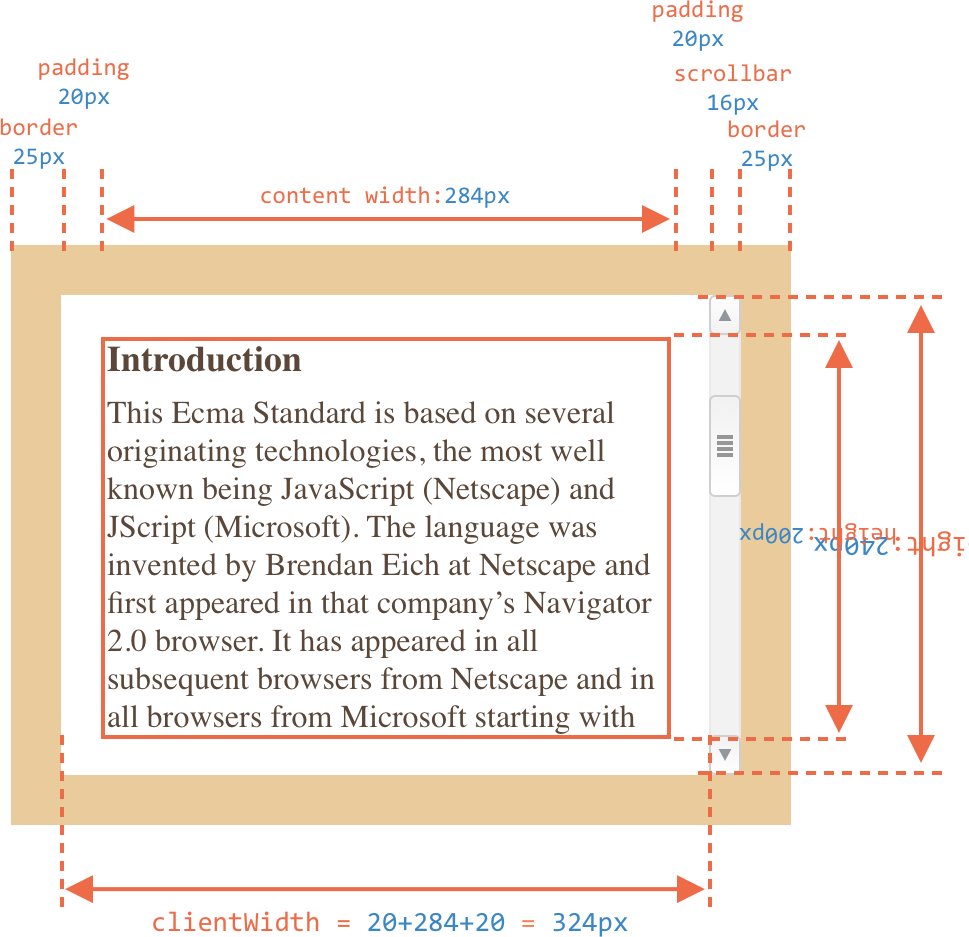 padding
20px
padding
20px
scrollbar
16px
border
25px
border
25px
content width:284px
Introduction
This Ecma Standard is based on several
originating technologies, the most well
known being JavaScript (Netscape) and
JScript (Microsoft). The language was
invented by Brendan Eich at Netscape and
first appeared in that company’s Navigator
2.0 browser. It has appeared in all
subsequent browsers from Netscape and in
all browsers from Microsoft starting with
height:200px
:240px
clientWidth = 20+284+20 = 324px